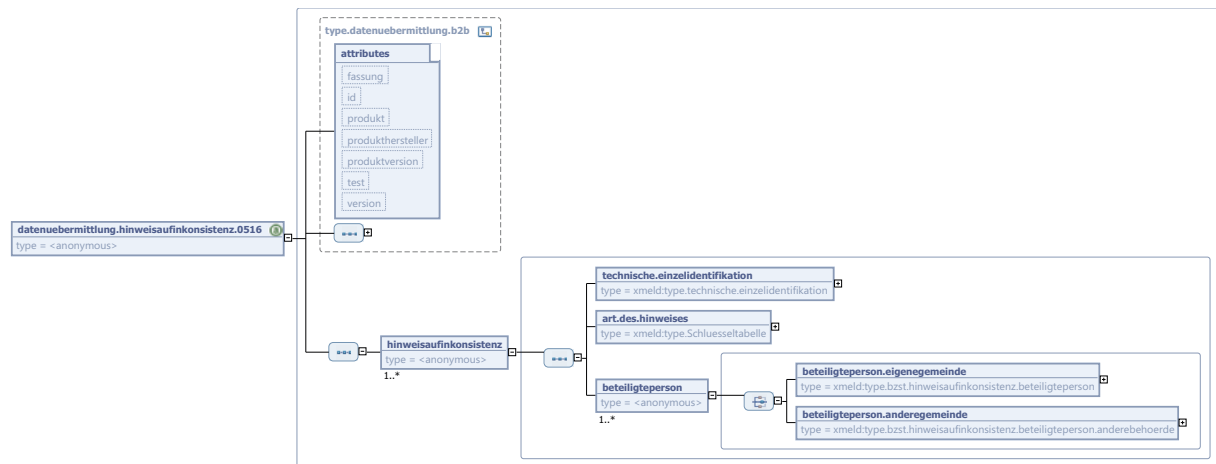 type.datenuebermittlung.b2b
attributes
fassung
id
produkt
produkthersteller
produktversion
test
version
datenuebermittlung.hinweisaufinkonsistenz.0516
type = <anonymous>
hinweisaufinkonsistenz
type = <anonymous>
1..*
technische.einzelidentifikation
type = xmeld:type.technische.einzelidentifikation
art.des.hinweises
type = xmeld:type.Schluesseltabelle
beteiligteperson
type = <anonymous>
1..*
beteiligteperson.eigenegemeinde
type = xmeld:type.bzst.hinweisaufinkonsistenz.beteiligteperson
beteiligteperson.anderegemeinde
type = xmeld:type.bzst.hinweisaufinkonsistenz.beteiligteperson.anderebehoerde